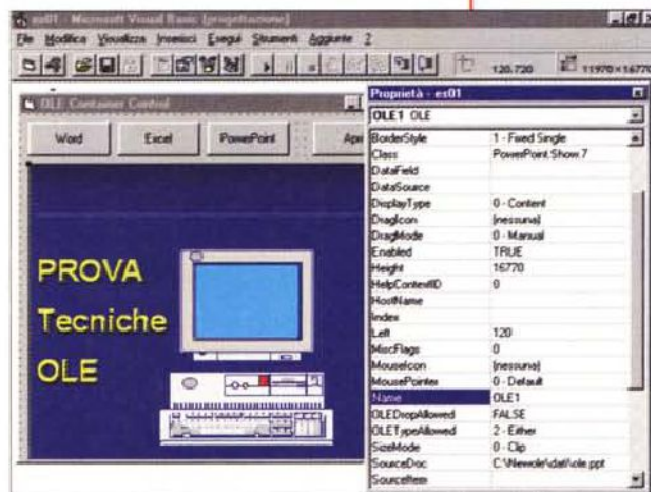 es01 - Microsoft Visual Basic [progettazione]
File Modifica Visualizza Inserisci Esegui Strumenti Aggiunte ?
120,720 11970×16770
OLE Container Control
Word Excel PowerPoint
PROVA
Tecniche
OLE
Proprietà - es01
OLE1 OLE
BorderStyle 1 - Fixed Single
Class PowerPoint.Show.7
DataField
DataSource
DisplayType 0 - Content
DragIcon (nessuna)
DragMode 0 - Manual
Enabled TRUE
Height 16770
HelpContextID 0
HostName
Index
Left 120
MiscFlags 0
MouseIcon (nessuna)
MousePointer 0 - Default
Name OLE1
OLEDropAllowed FALSE
OLETypeAllowed 2 - Either
SizeMode 0 - Clip
SourceDoc C:\Newole\dati\ole.ppt
SourceItem